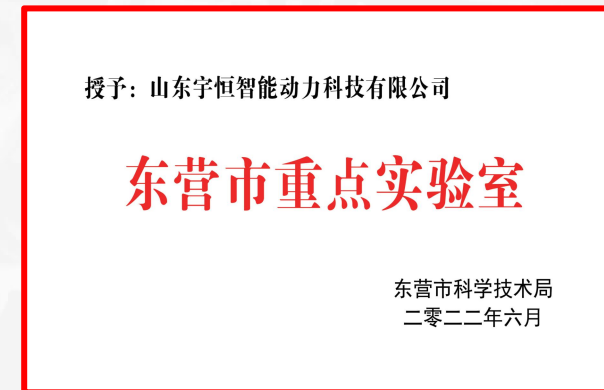 授予：山东宇恒智能动力科技有限公司
东营市重点实验室
东营市科学技术局
二零二二年六月